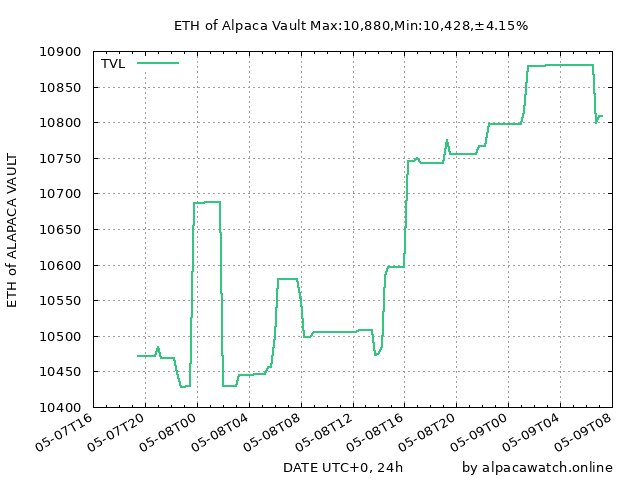 ETH of Alpaca Vault Max:10,880,Min:10,428,±4.15%
TVL
10900
10850
10800
10750
10700
10650
10600
10550
10500
10450
10400
ETH of ALAPACA VAULT
05-07T16
05-07T20
05-08T00
05-08T04
05-08T08
05-08T12
05-08T16
05-08T20
05-09T00
05-09T04
05-09T08
DATE UTC+0, 24h
by alpacawatch.online